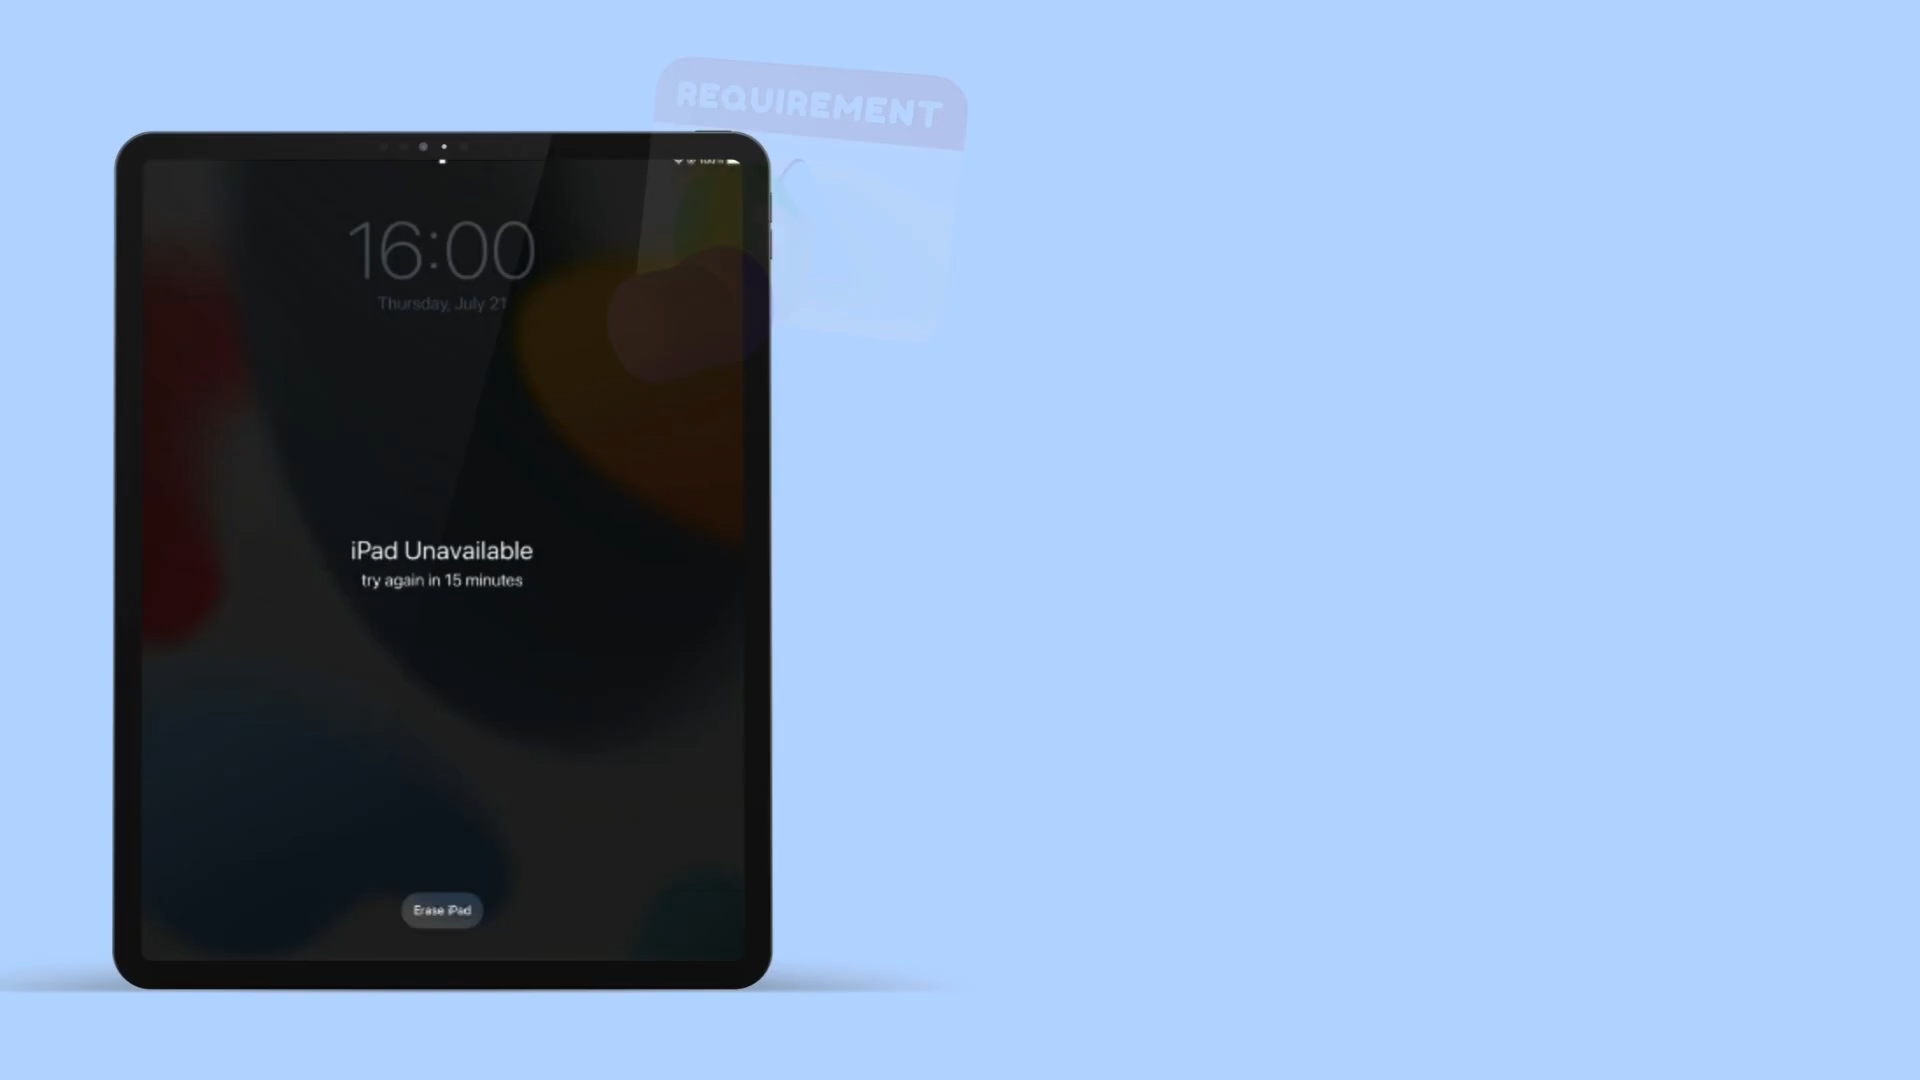 REQUIREMENT
16:00
Thursday, July 21
iPad Unavailable
try again in 15 minutes
Erase iPad